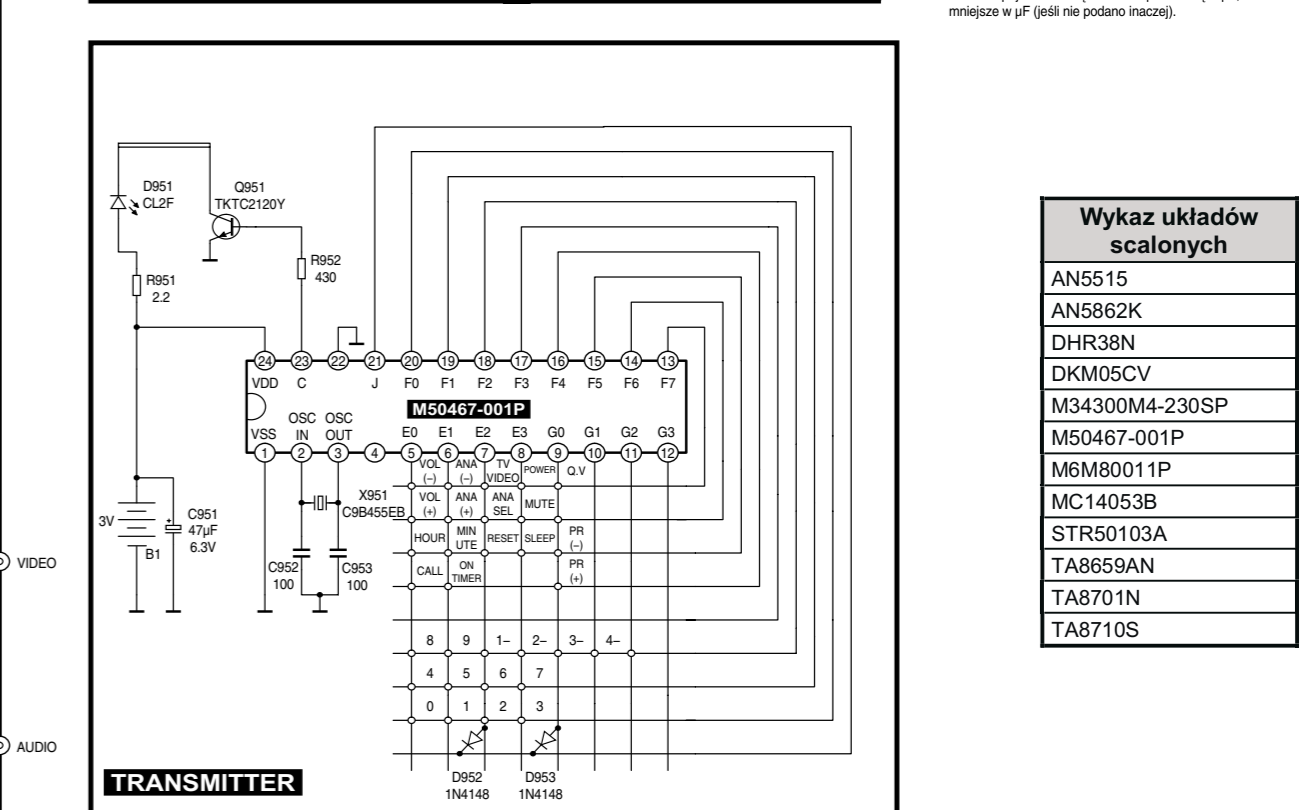 mniejsze w µF (jeśli nie podano inaczej).
D951
CL2F
Q951
TKTC2120Y
R952
430
R951
2.2
24 23 22 21 20 19 18 17 16 15 14 13
VDD C J F0 F1 F2 F3 F4 F5 F6 F7
M50467-001P
OSC OSC
VSS IN OUT E0 E1 E2 E3 G0 G1 G2 G3
1 2 3 4 5 6 7 8 9 10 11 12
VOL (–)
ANA (–)
TV VIDEO
POWER
Q.V
VOL (+)
ANA (+)
ANA SEL
MUTE
HOUR
MIN UTE
RESET
SLEEP
PR (–)
CALL
ON TIMER
PR (+)
8 9 1– 2– 3– 4–
4 5 6 7
0 1 2 3
X951
C9B455EB
3V
B1
C951
47µF
6.3V
+
C952
100
C953
100
D952
1N4148
D953
1N4148
TRANSMITTER
VIDEO
AUDIO
Wykaz układów
scalonych
AN5515
AN5862K
DHR38N
DKM05CV
M34300M4-230SP
M50467-001P
M6M80011P
MC14053B
STR50103A
TA8659AN
TA8701N
TA8710S